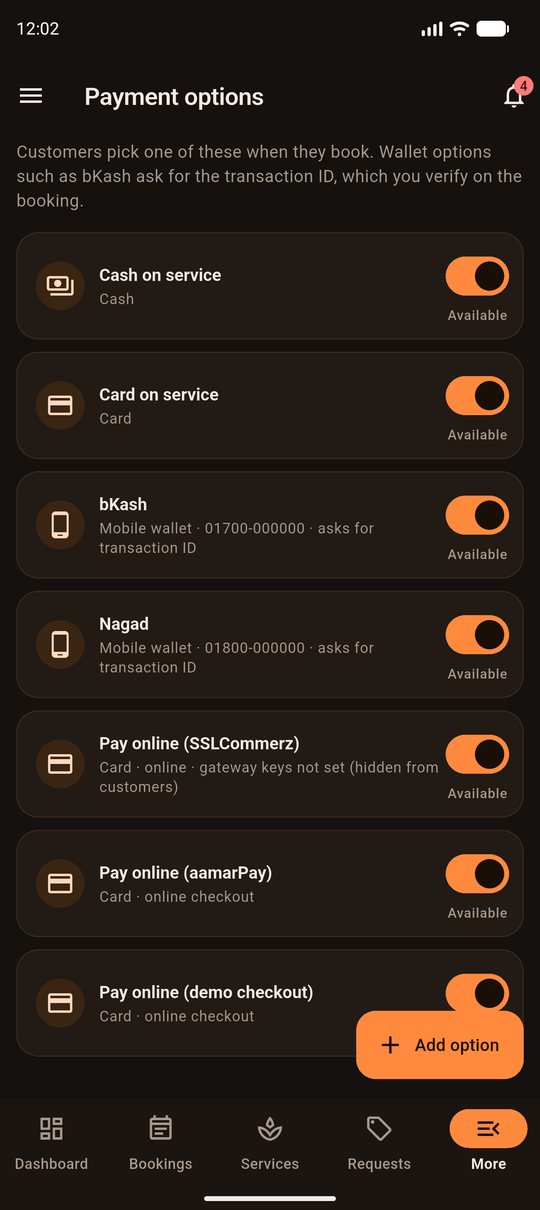 12:02
Payment options
4
Customers pick one of these when they book. Wallet options
such as bKash ask for the transaction ID, which you verify on the
booking.
Cash on service
Cash
Available
Card on service
Card
Available
bKash
Mobile wallet · 01700-000000 · asks for
transaction ID
Available
Nagad
Mobile wallet · 01800-000000 · asks for
transaction ID
Available
Pay online (SSLCommerz)
Card · online · gateway keys not set (hidden from
customers)
Available
Pay online (aamarPay)
Card · online checkout
Available
Pay online (demo checkout)
Card · online checkout
Add option
Dashboard
Bookings
Services
Requests
More